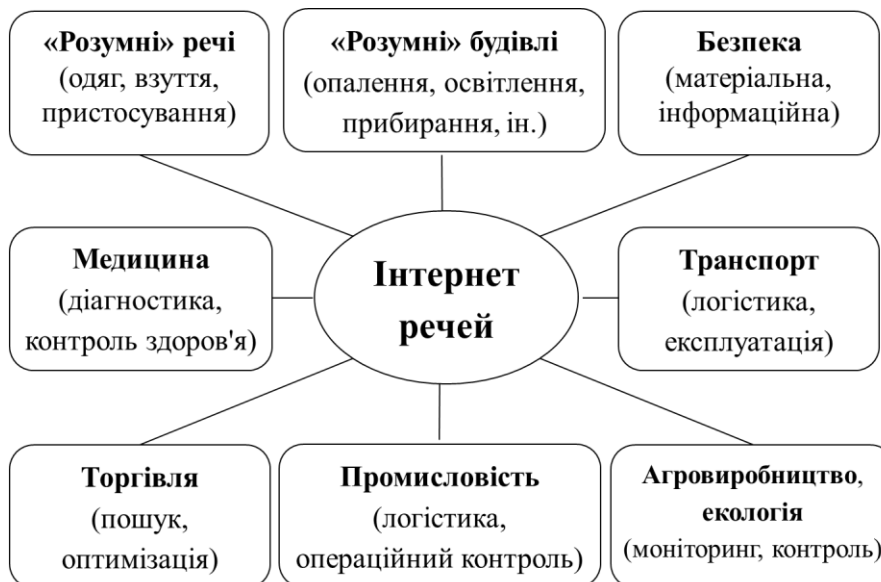 «Розумні» речі
(одяг, взуття,
пристосування)
«Розумні» будівлі
(опалення, освітлення,
прибирання, ін.)
Безпека
(матеріальна,
інформаційна)
Медицина
(діагностика,
контроль здоров'я)
Інтернет
речей
Транспорт
(логістика,
експлуатація)
Торгівля
(пошук,
оптимізація)
Промисловість
(логістика,
операційний контроль)
Агровиробництво,
екологія
(моніторинг, контроль)